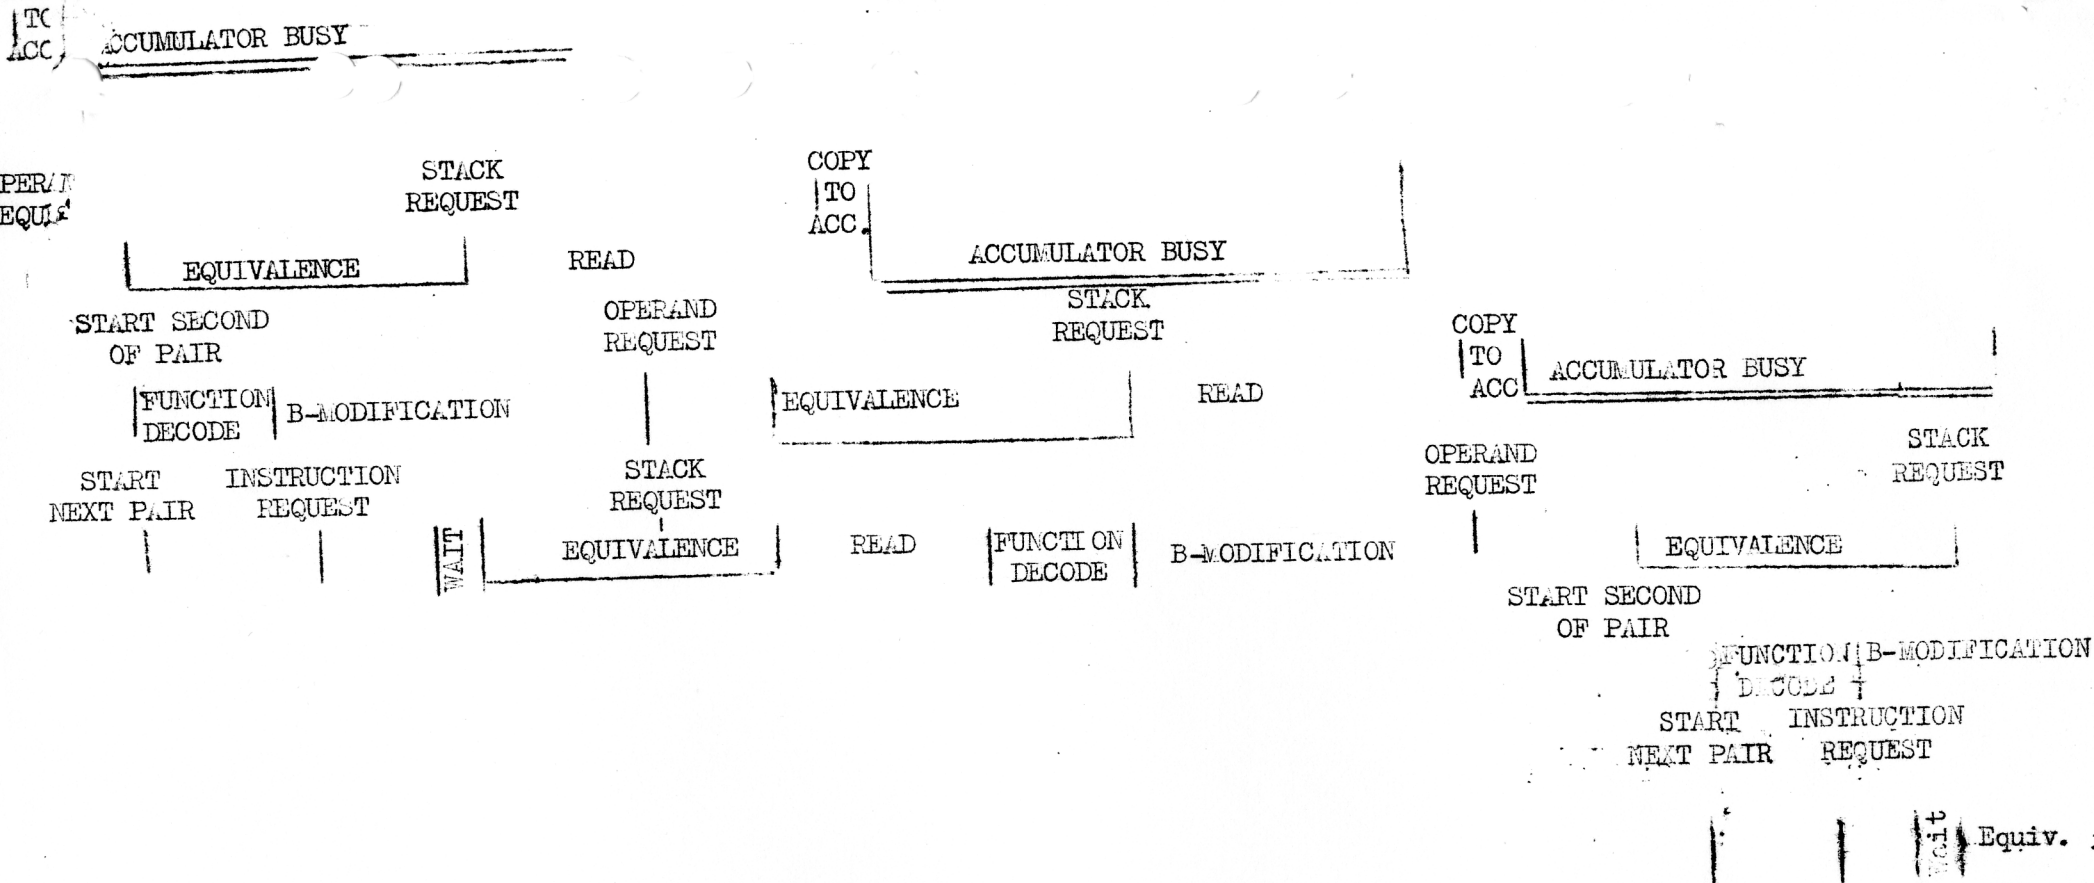 TO
ACC
ACCUMULATOR BUSY
STACK
REQUEST
COPY
TO
ACC.
EQUIVALENCE
READ
ACCUMULATOR BUSY
START SECOND
OF PAIR
OPERAND
REQUEST
STACK
REQUEST
COPY
TO
ACC
ACCUMULATOR BUSY
FUNCTION
DECODE
B-MODIFICATION
EQUIVALENCE
READ
START
NEXT PAIR
INSTRUCTION
REQUEST
STACK
REQUEST
OPERAND
REQUEST
STACK
REQUEST
WAIT
EQUIVALENCE
READ
FUNCTION
DECODE
B-MODIFICATION
EQUIVALENCE
START SECOND
OF PAIR
FUNCTION
DECODE
B-MODIFICATION
START
NEXT PAIR
INSTRUCTION
REQUEST
Wait
Equiv.